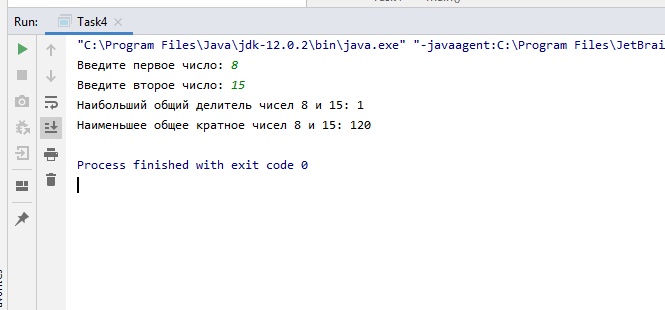 Run: Task4
"C:\Program Files\Java\jdk-12.0.2\bin\java.exe" "-javaagent:C:\Program Files\JetBrai
Введите первое число: 8
Введите второе число: 15
Наибольший общий делитель чисел 8 и 15: 1
Наименьшее общее кратное чисел 8 и 15: 120
Process finished with exit code 0